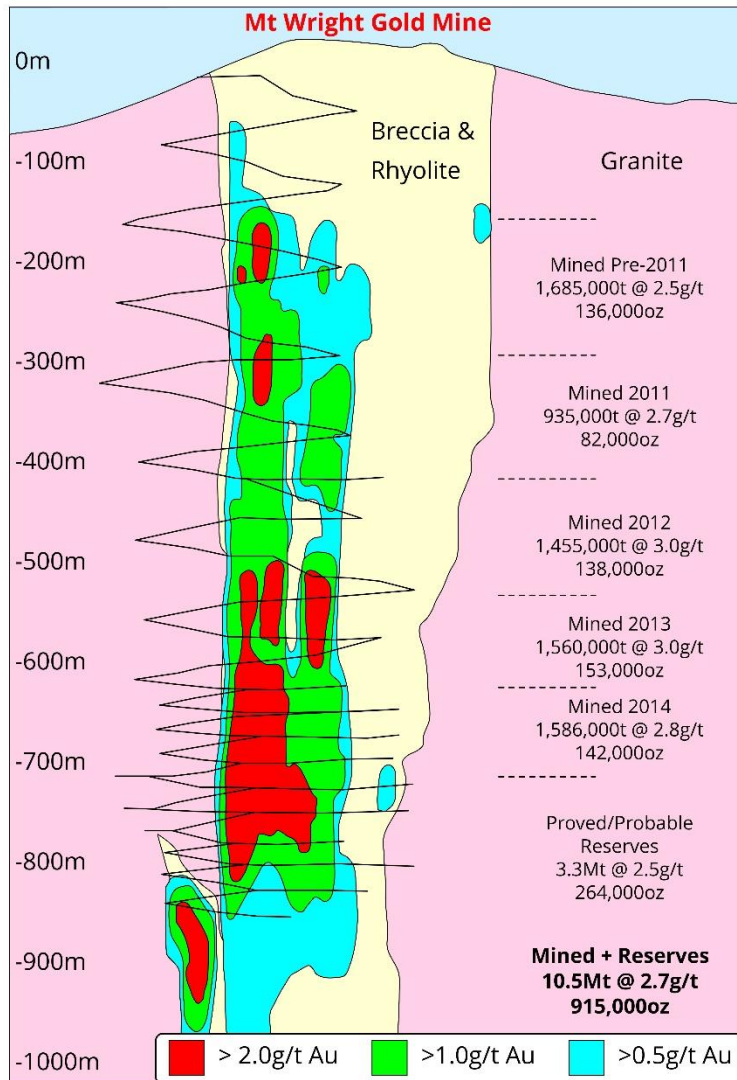 Mt Wright Gold Mine
0m
-100m
-200m
-300m
-400m
-500m
-600m
-700m
-800m
-900m
-1000m
Breccia &
Rhyolite
Granite
Mined Pre-2011
1,685,000t @ 2.5g/t
136,000oz
Mined 2011
935,000t @ 2.7g/t
82,000oz
Mined 2012
1,455,000t @ 3.0g/t
138,000oz
Mined 2013
1,560,000t @ 3.0g/t
153,000oz
Mined 2014
1,586,000t @ 2.8g/t
142,000oz
Proved/Probable
Reserves
3.3Mt @ 2.5g/t
264,000oz
Mined + Reserves
10.5Mt @ 2.7g/t
915,000oz
> 2.0g/t Au
>1.0g/t Au
>0.5g/t Au